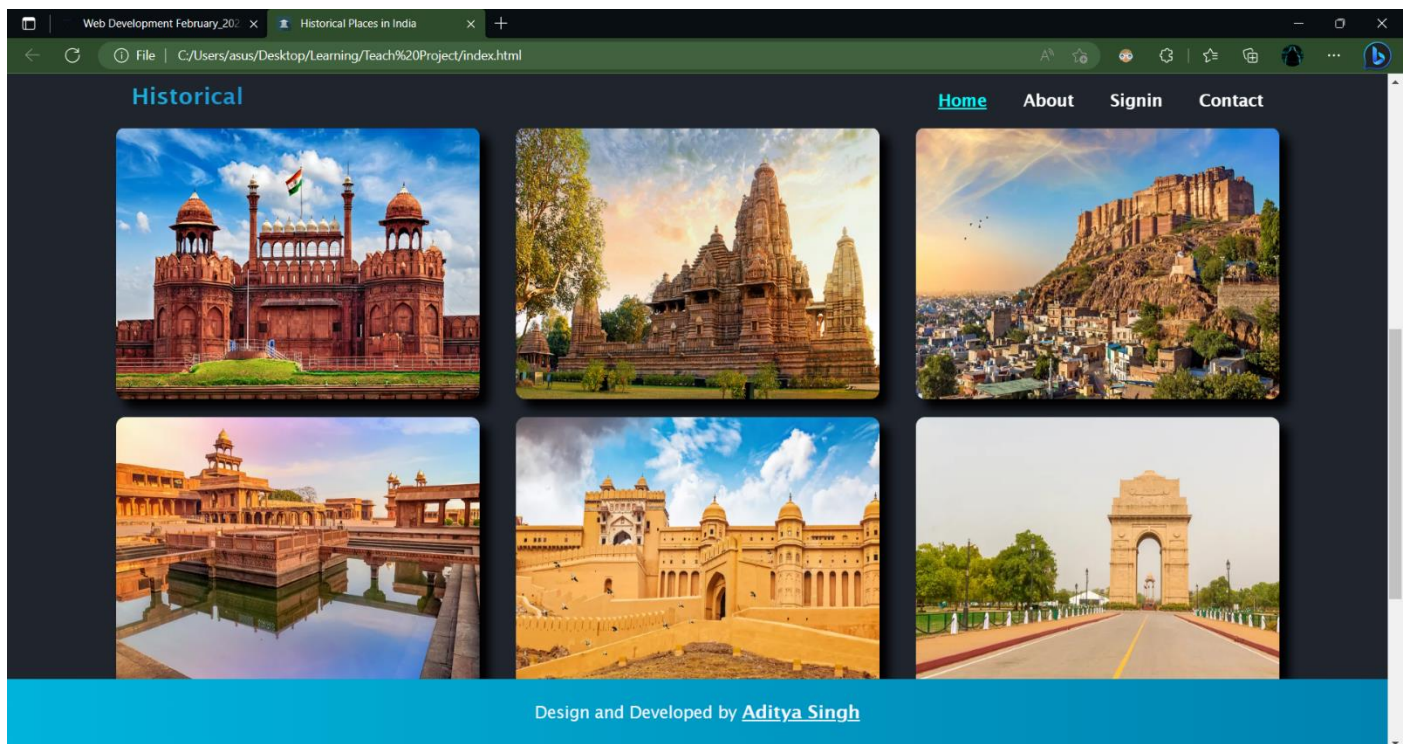 Web Development February_202
Historical Places in India
File | C:/Users/asus/Desktop/Learning/Teach%20Project/index.html
Historical
Home About Signin Contact
Design and Developed by Aditya Singh